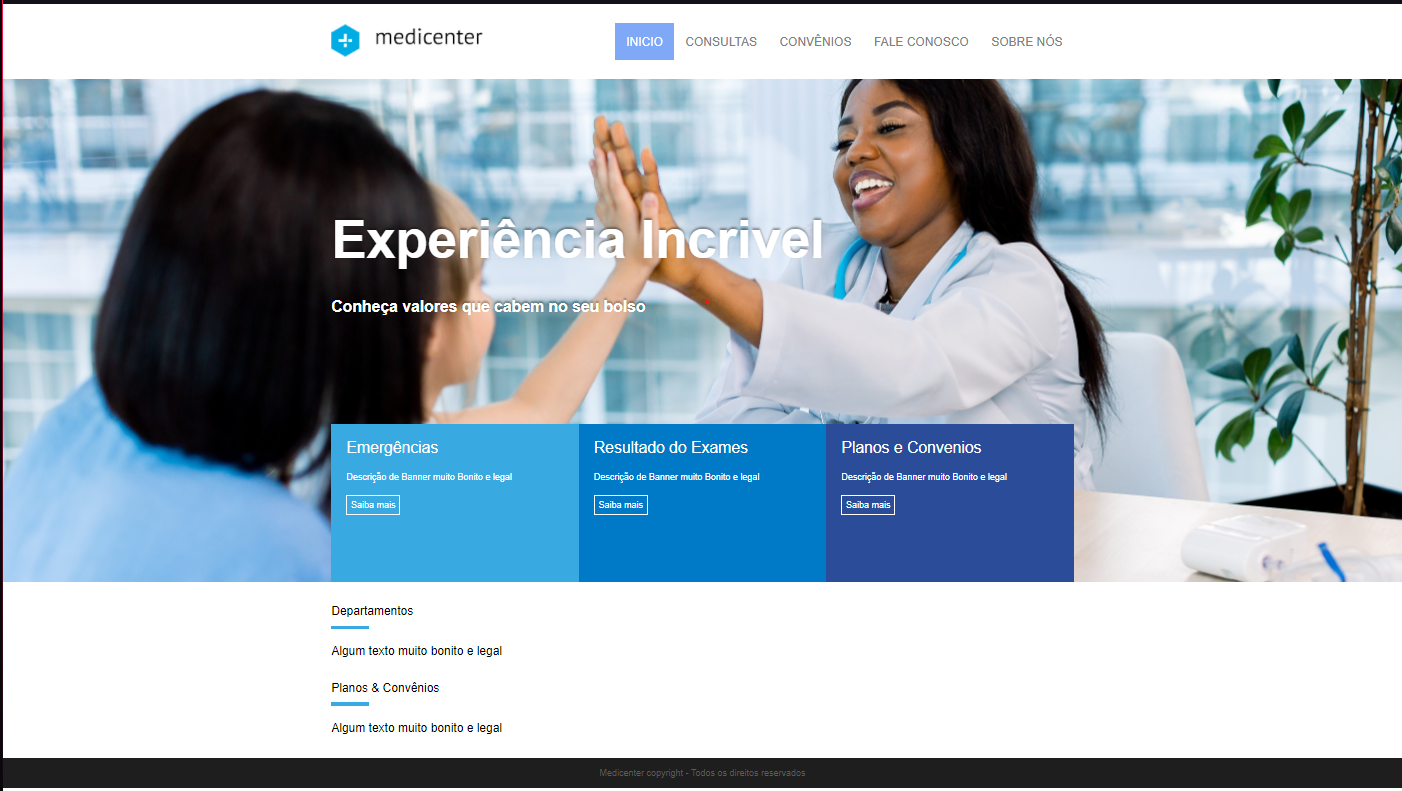 medicenter
INICIO CONSULTAS CONVÊNIOS FALE CONOSCO SOBRE NÓS
Experiência Incrivel
Conheça valores que cabem no seu bolso
Emergências
Descrição de Banner muito Bonito e legal
Saiba mais
Resultado do Exames
Descrição de Banner muito Bonito e legal
Saiba mais
Planos e Convenios
Descrição de Banner muito Bonito e legal
Saiba mais
Departamentos
Algum texto muito bonito e legal
Planos & Convênios
Algum texto muito bonito e legal
Medicenter copyright - Todos os direitos reservados